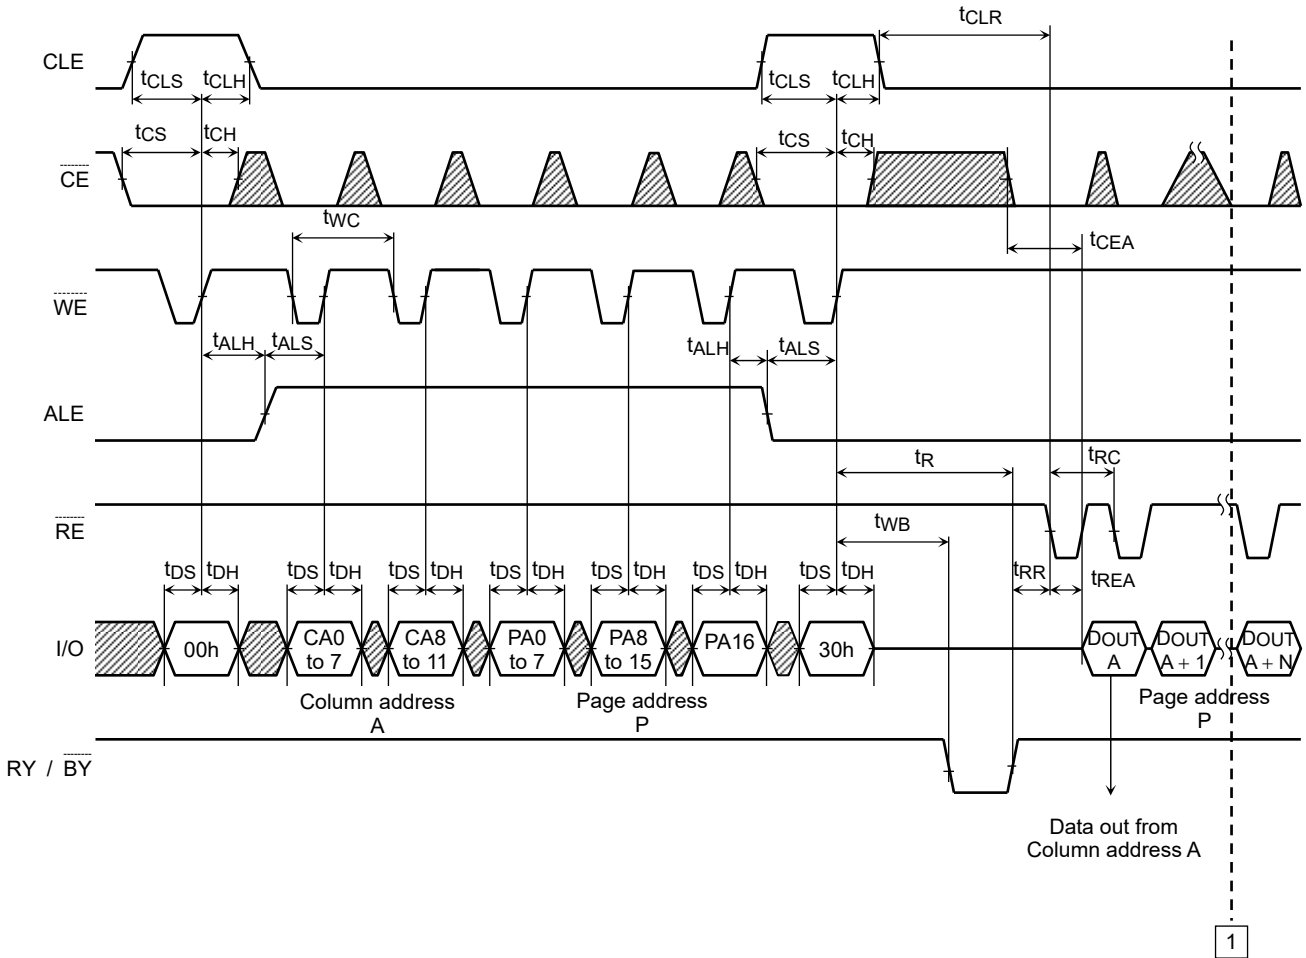 tCLR
CLE
tCLS tCLH tCLS tCLH
tCS tCH tCS tCH
CE
tWC
tCEA
WE
tALH tALS tALH tALS
ALE
tR tRC
RE
tWB
tDS tDH tDS tDH tDS tDH tDS tDH tDS tDH tDS tDH tDS tDH tRR tREA
I/O 00h CA0 to 7 CA8 to 11 PA0 to 7 PA8 to 15 PA16 30h DOUT A DOUT A + 1 DOUT A + N
Column address A
Page address P
Page address P
RY / BY
Data out from
Column address A
1